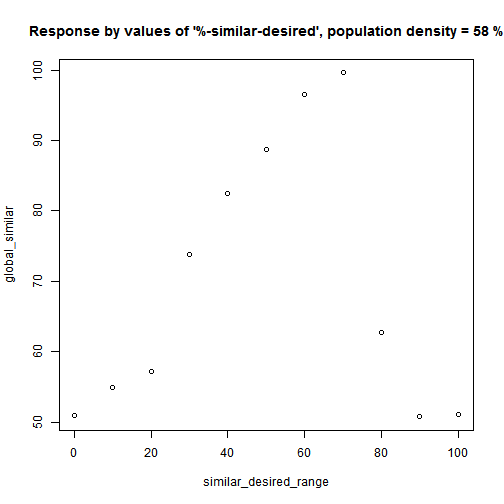 Response by values of '%-similar-desired', population density = 58 %
100
90
80
70
60
50
global_similar
0 20 40 60 80 100
similar_desired_range